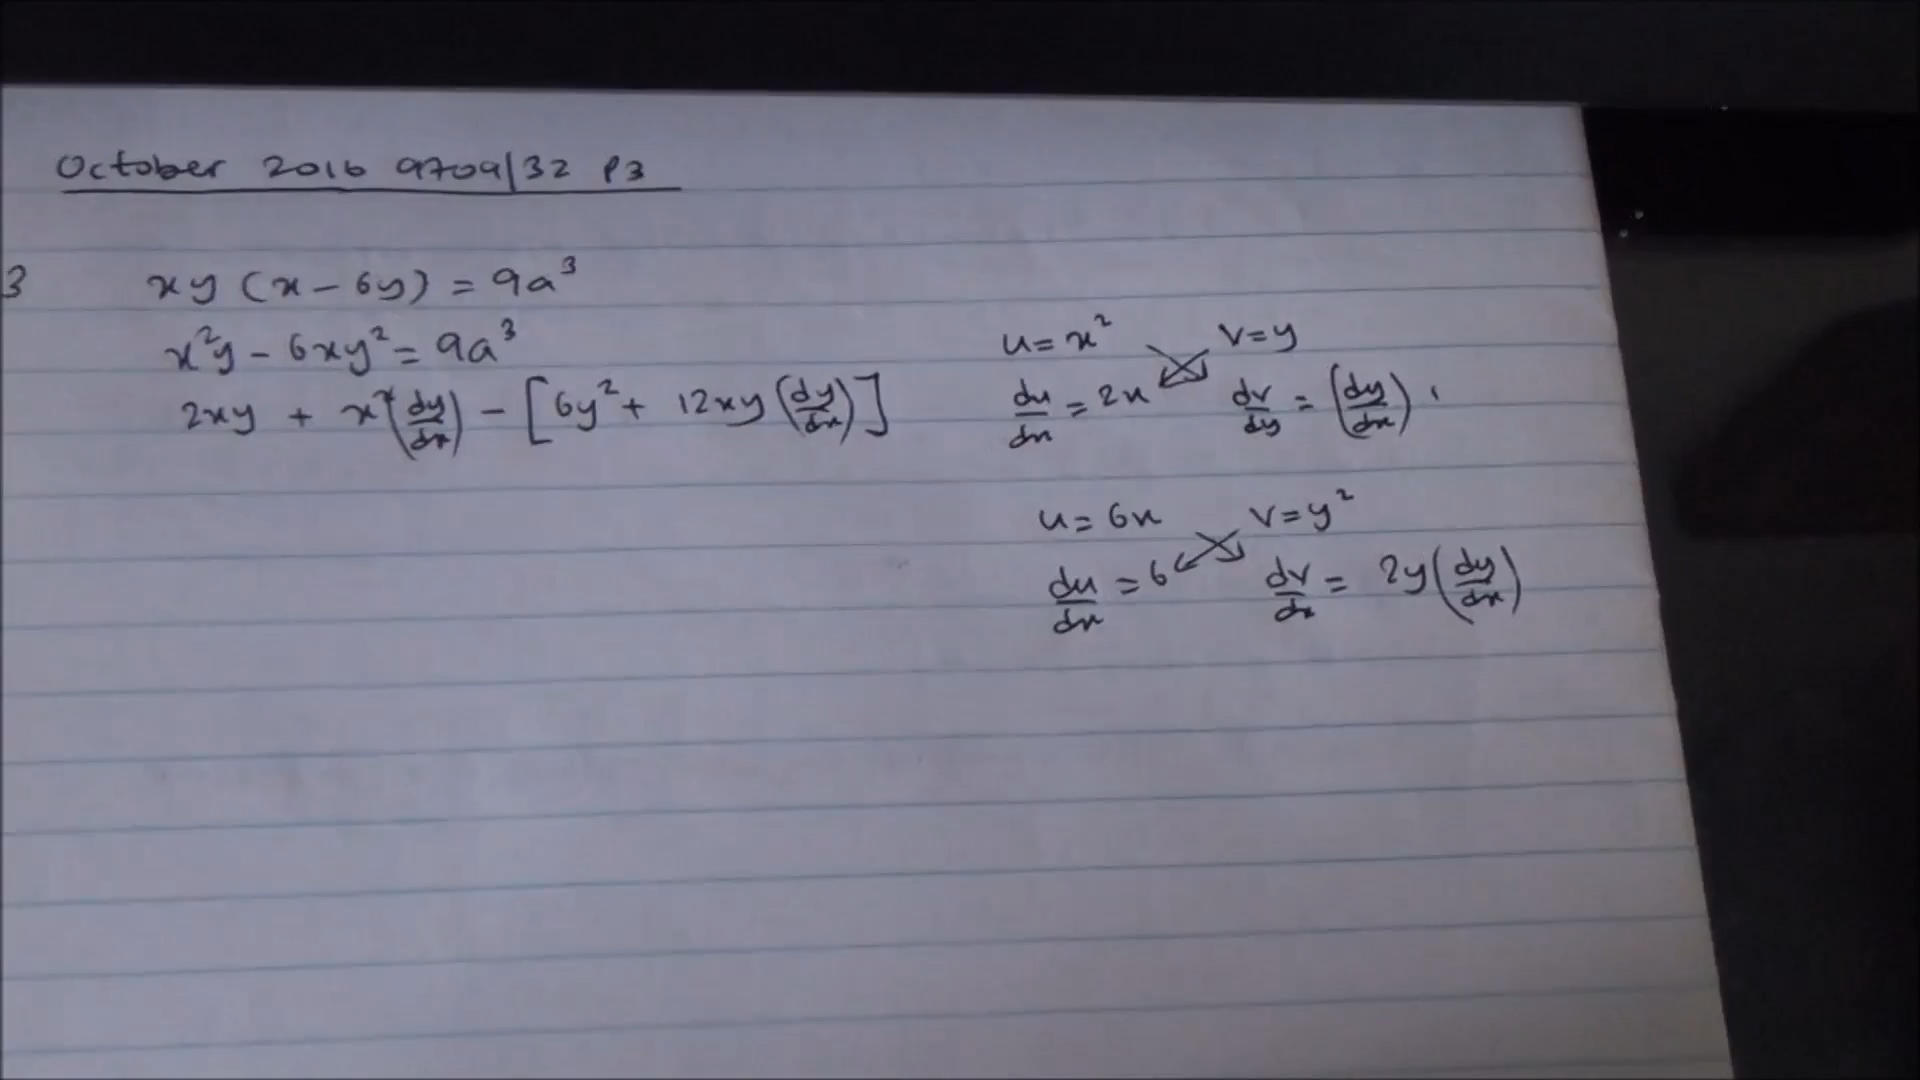 October 2016 9709/32 P3
3 xy (x - 6y) = 9a³
x²y - 6xy² = 9a³
2xy + x²(dy/dx) - [6y² + 12xy (dy/dx)]
u = x² v = y
du/dx = 2x dv/dy = (dy/dx) .
u = 6x v = y²
du/dx = 6 dv/dx = 2y(dy/dx)